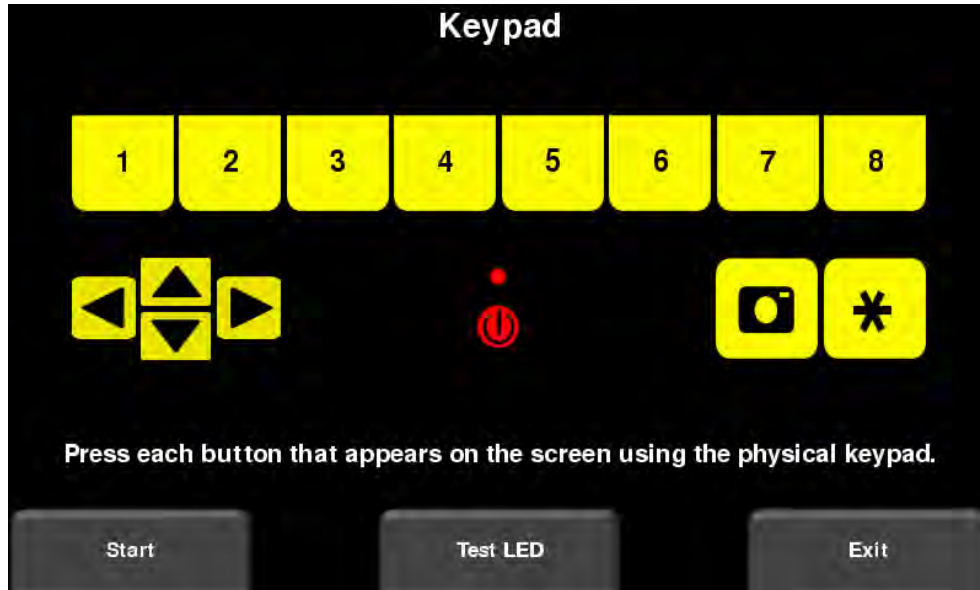 Keypad
1 2 3 4 5 6 7 8
*
Press each button that appears on the screen using the physical keypad.
Start Test LED Exit